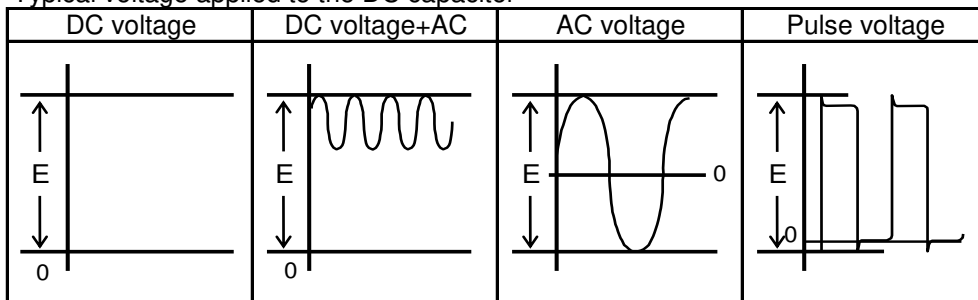 Typical voltage applied to the DC capacitor
DC voltage DC voltage+AC AC voltage Pulse voltage
E E E 0 E
0
0 0